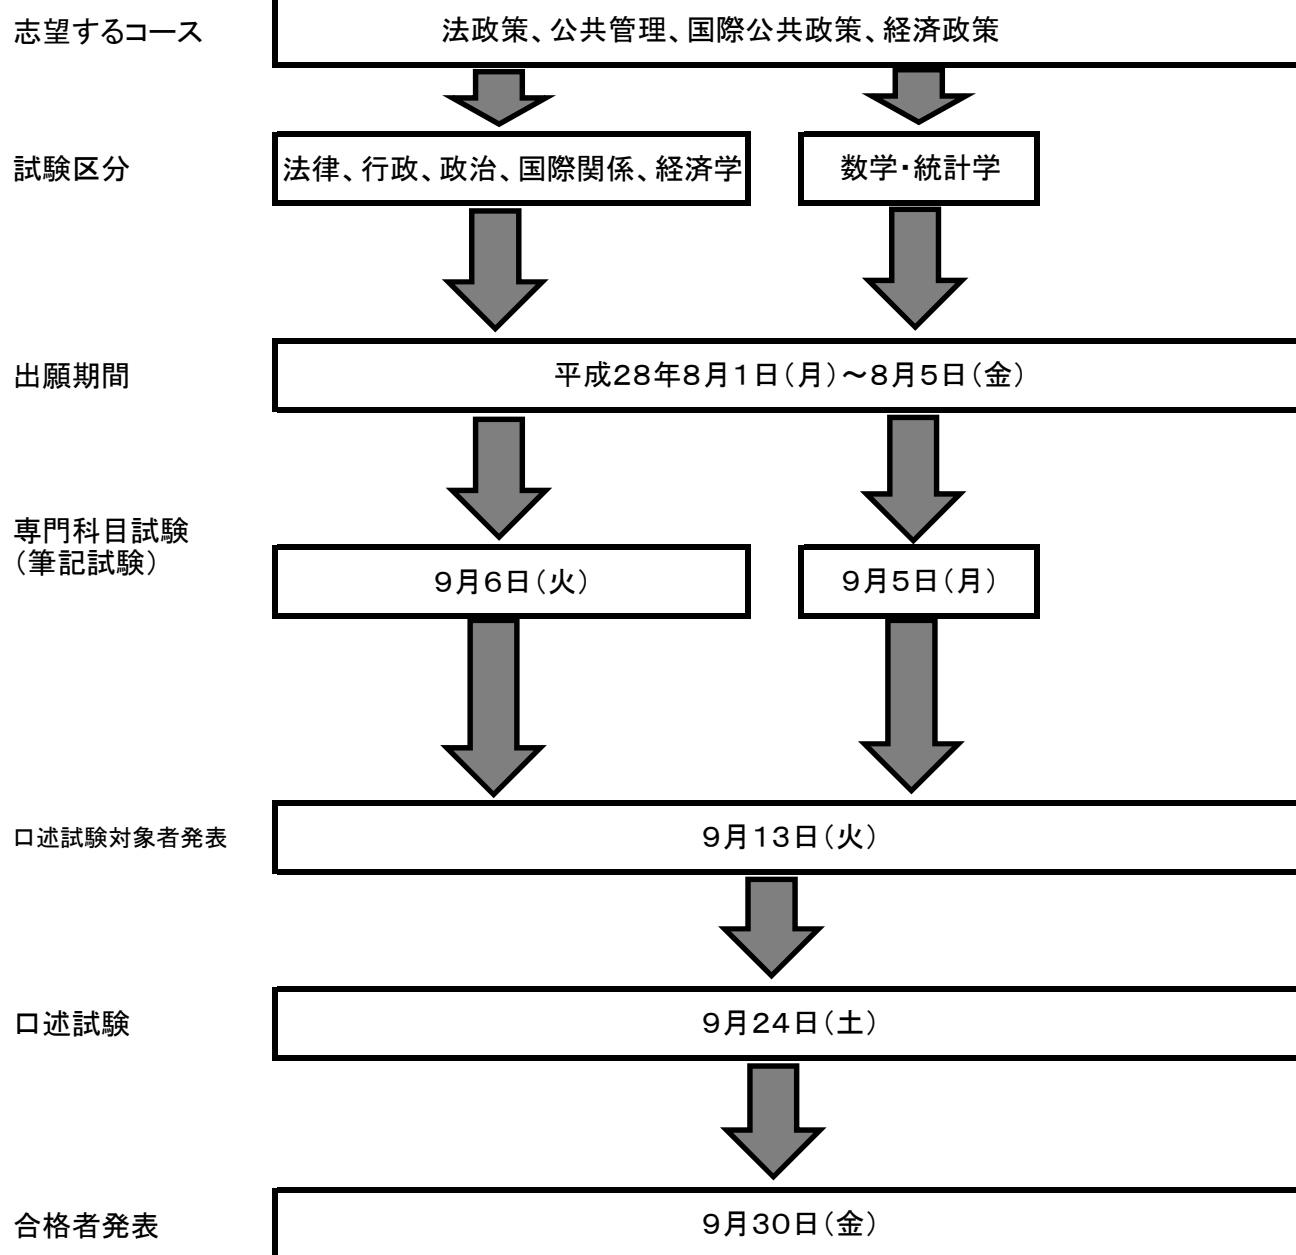 志望するコース
法政策、公共管理、国際公共政策、経済政策
試験区分
法律、行政、政治、国際関係、経済学
数学・統計学
出願期間
平成28年8月1日(月)～8月5日(金)
専門科目試験
(筆記試験)
9月6日(火)
9月5日(月)
口述試験対象者発表
9月13日(火)
口述試験
9月24日(土)
合格者発表
9月30日(金)